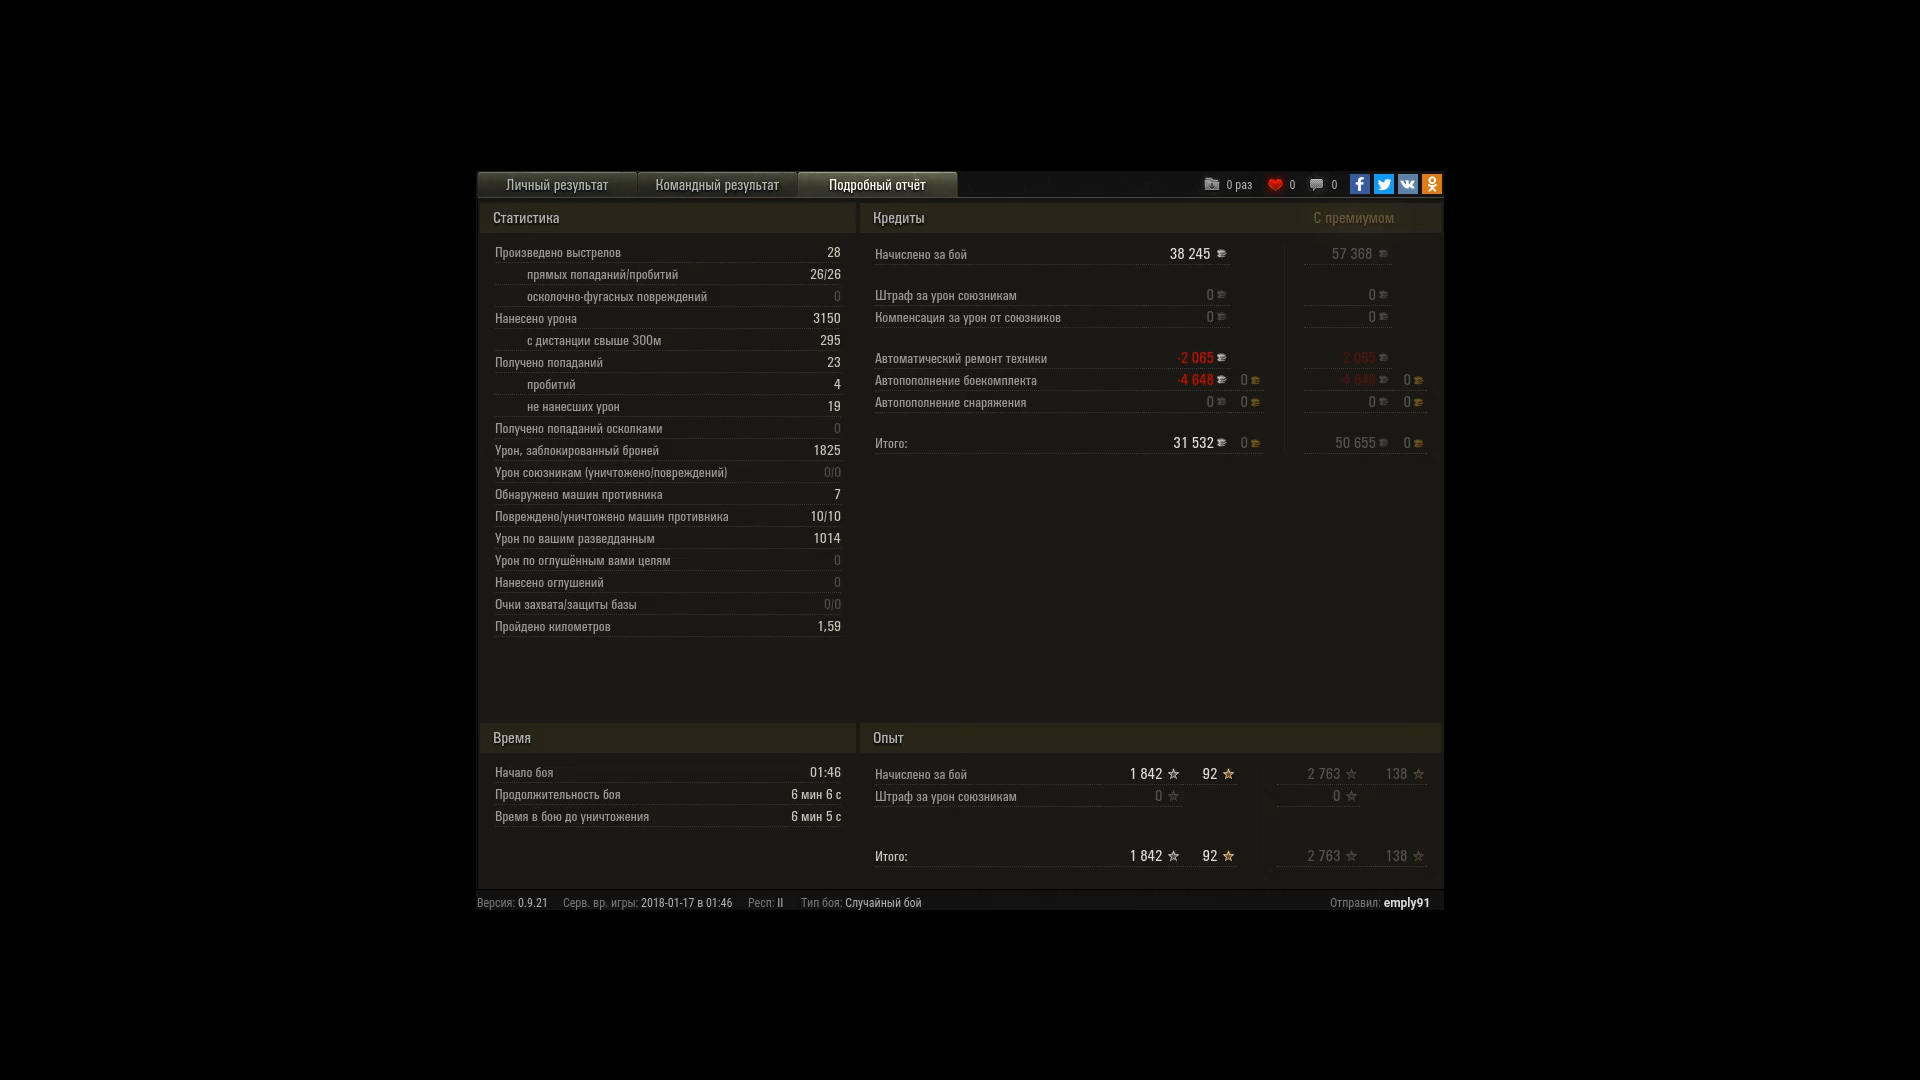 Личный результат Командный результат Подробный отчёт 0 раз 0 0
Статистика
Произведено выстрелов 28
прямых попаданий/пробитий 26/26
осколочно-фугасных повреждений 0
Нанесено урона 3150
с дистанции свыше 300м 295
Получено попаданий 23
пробитий 4
не нанесших урон 19
Получено попаданий осколками 0
Урон, заблокированный броней 1825
Урон союзникам (уничтожено/повреждений) 0/0
Обнаружено машин противника 7
Повреждено/уничтожено машин противника 10/10
Урон по вашим разведданным 1014
Урон по оглушённым вами целям 0
Нанесено оглушений 0
Очки захвата/защиты базы 0/0
Пройдено километров 1,59
Кредиты С премиумом
Начислено за бой 38 245 57 368
Штраф за урон союзникам 0 0
Компенсация за урон от союзников 0 0
Автоматический ремонт техники -2 065 -2 065
Автопополнение боекомплекта -4 648 0 -4 648 0
Автопополнение снаряжения 0 0 0 0
Итого: 31 532 0 50 655 0
Время
Начало боя 01:46
Продолжительность боя 6 мин 6 с
Время в бою до уничтожения 6 мин 5 с
Опыт
Начислено за бой 1 842 92 2 763 138
Штраф за урон союзникам 0 0
Итого: 1 842 92 2 763 138
Версия: 0.9.21 Серв. вр. игры: 2018-01-17 в 01:46 Респ: II Тип боя: Случайный бой Отправил: emply91